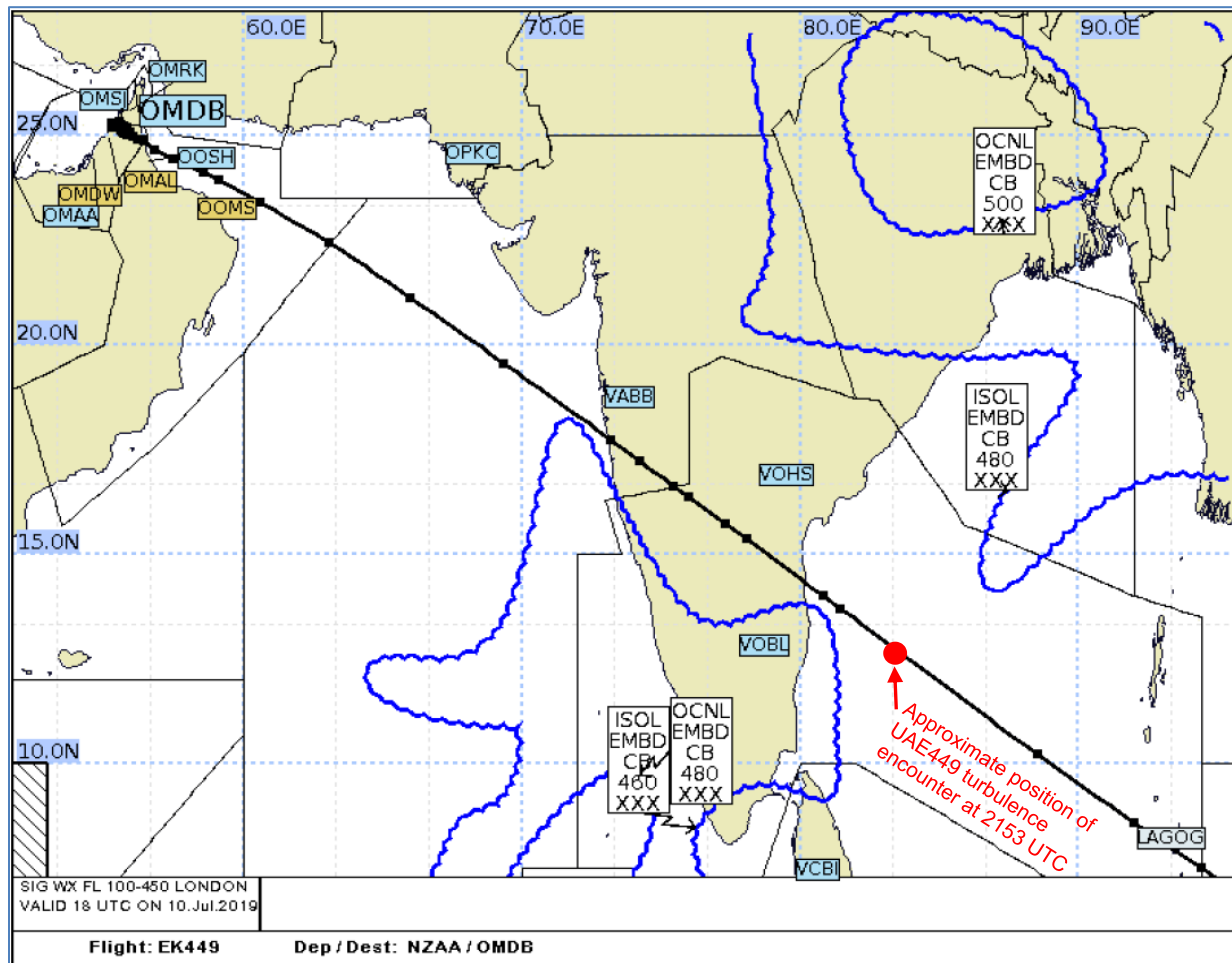 60.0E
70.0E
80.0E
90.0E
OMRK
OMSJ
OMDB
25.0N
OPKC
OOSH
OMAL
OMDW
OOMS
OMAA
OCNL
EMBD
CB
500
XXX
20.0N
VABB
ISOL
EMBD
CB
480
XXX
VOHS
15.0N
VOBL
ISOL
EMBD
CB
460
XXX
OCNL
EMBD
CB
480
XXX
10.0N
Approximate position of
UAE449 turbulence
encounter at 2153 UTC
LAGOG
VCBI
SIG WX FL 100-450 LONDON
VALID 18 UTC ON 10.Jul.2019
Flight: EK449 Dep / Dest: NZAA / OMDB